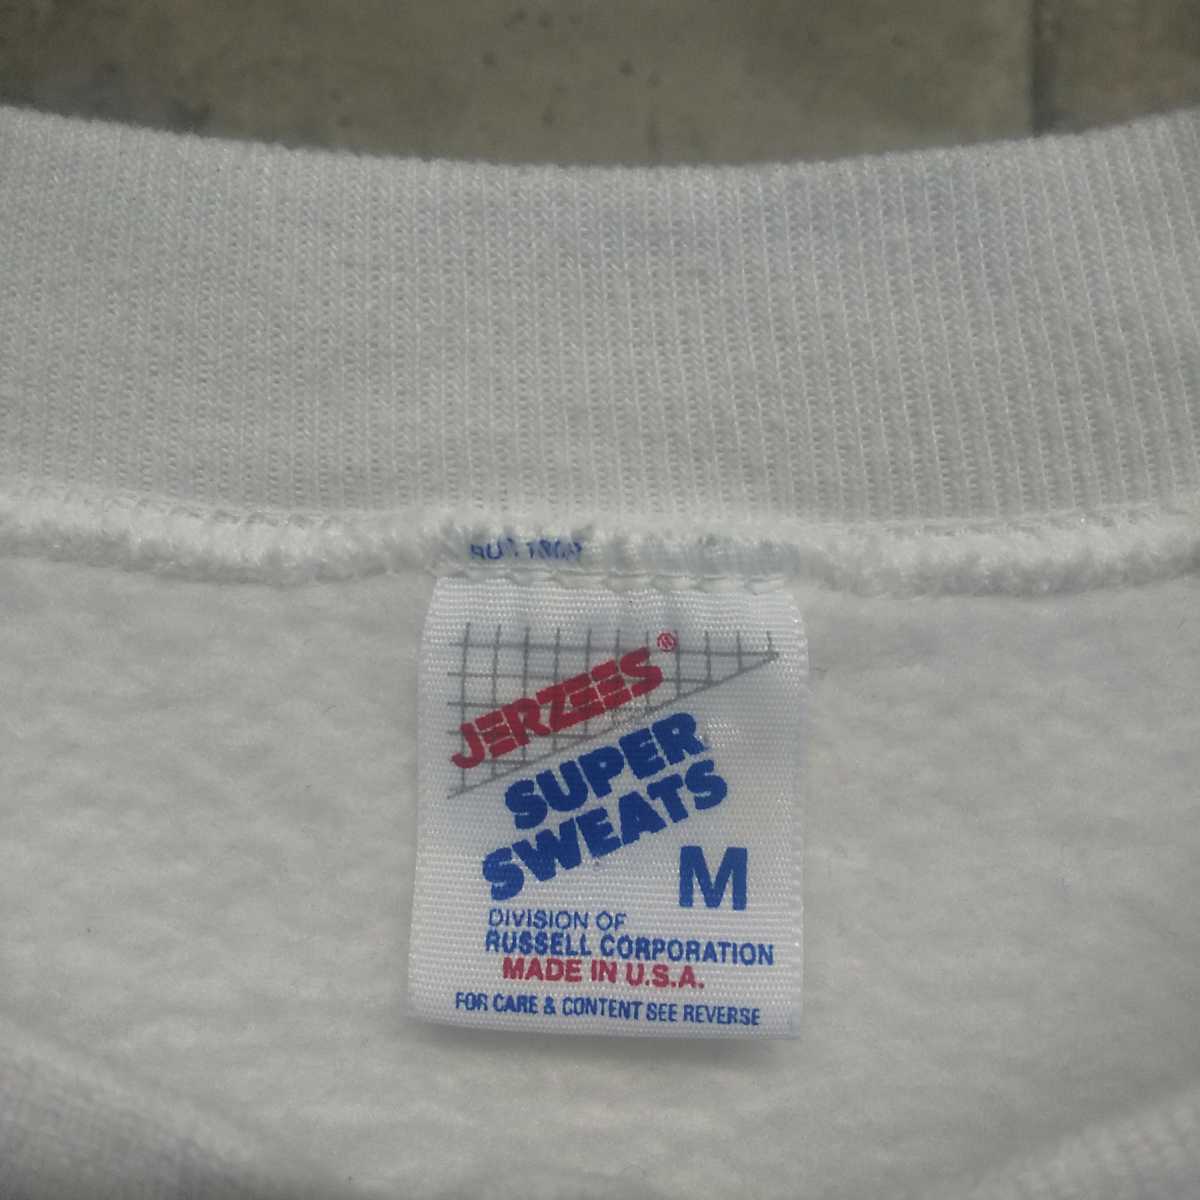 JERZEES®
SUPER
SWEATS
M
DIVISION OF
RUSSELL CORPORATION
MADE IN U.S.A.
FOR CARE & CONTENT SEE REVERSE